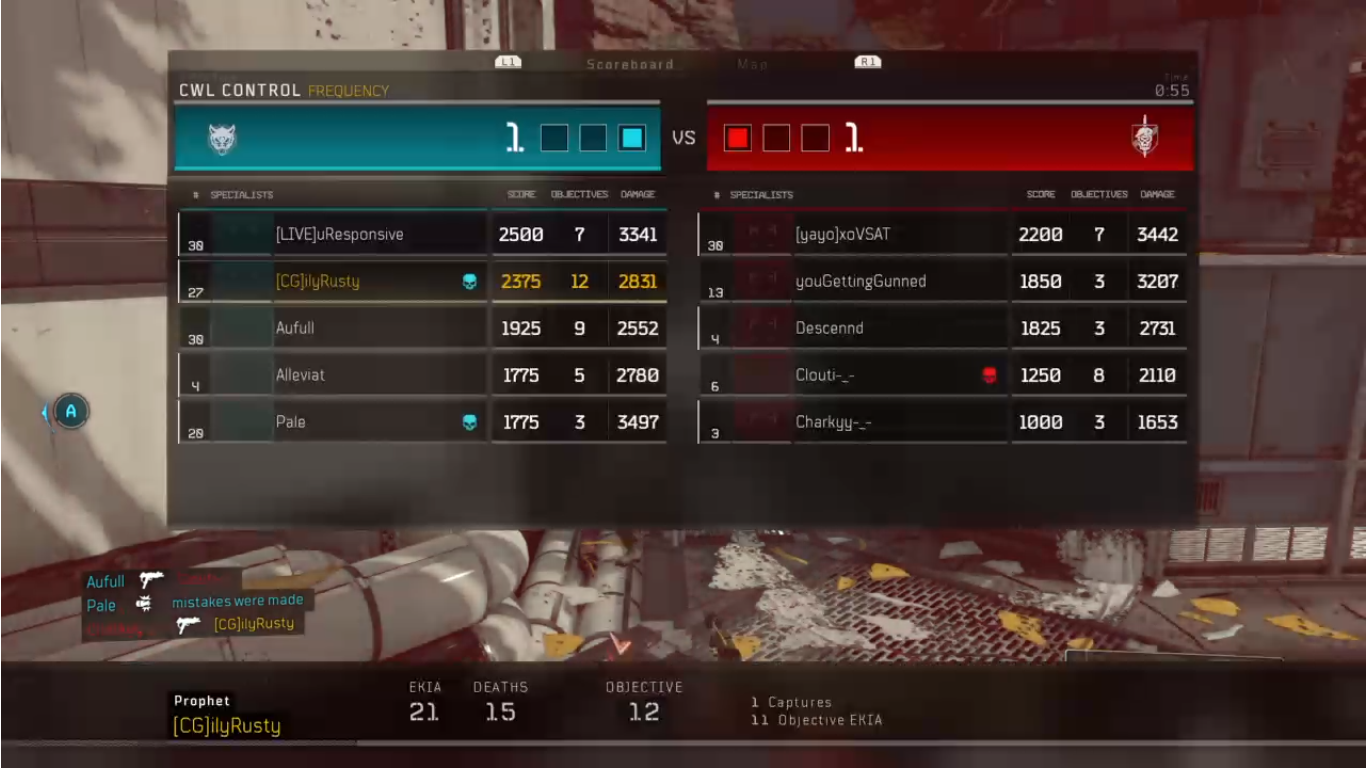 L1 Scoreboard Map R1
CWL CONTROL FREQUENCY
Time
0:55
1 VS 1
# SPECIALISTS SCORE OBJECTIVES DAMAGE
30 [LIVE]uResponsive 2500 7 3341
27 [CG]ilyRusty 2375 12 2831
30 Aufull 1925 9 2552
4 Alleviat 1775 5 2780
20 Pale 1775 3 3497
# SPECIALISTS SCORE OBJECTIVES DAMAGE
30 [yayo]xoVSAT 2200 7 3442
13 youGettingGunned 1850 3 3207
4 Descennd 1825 3 2731
6 Clouti-_- 1250 8 2110
3 Charkyy-_- 1000 3 1653
A
Aufull
Pale mistakes were made
[CG]ilyRusty
Prophet
[CG]ilyRusty
EKIA DEATHS OBJECTIVE
21 15 12
1 Captures
11 Objective EKIA